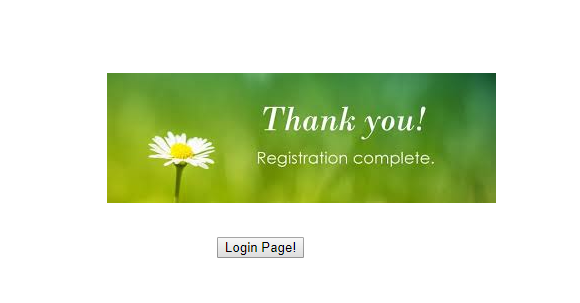 Thank you!
Registration complete.
Login Page!